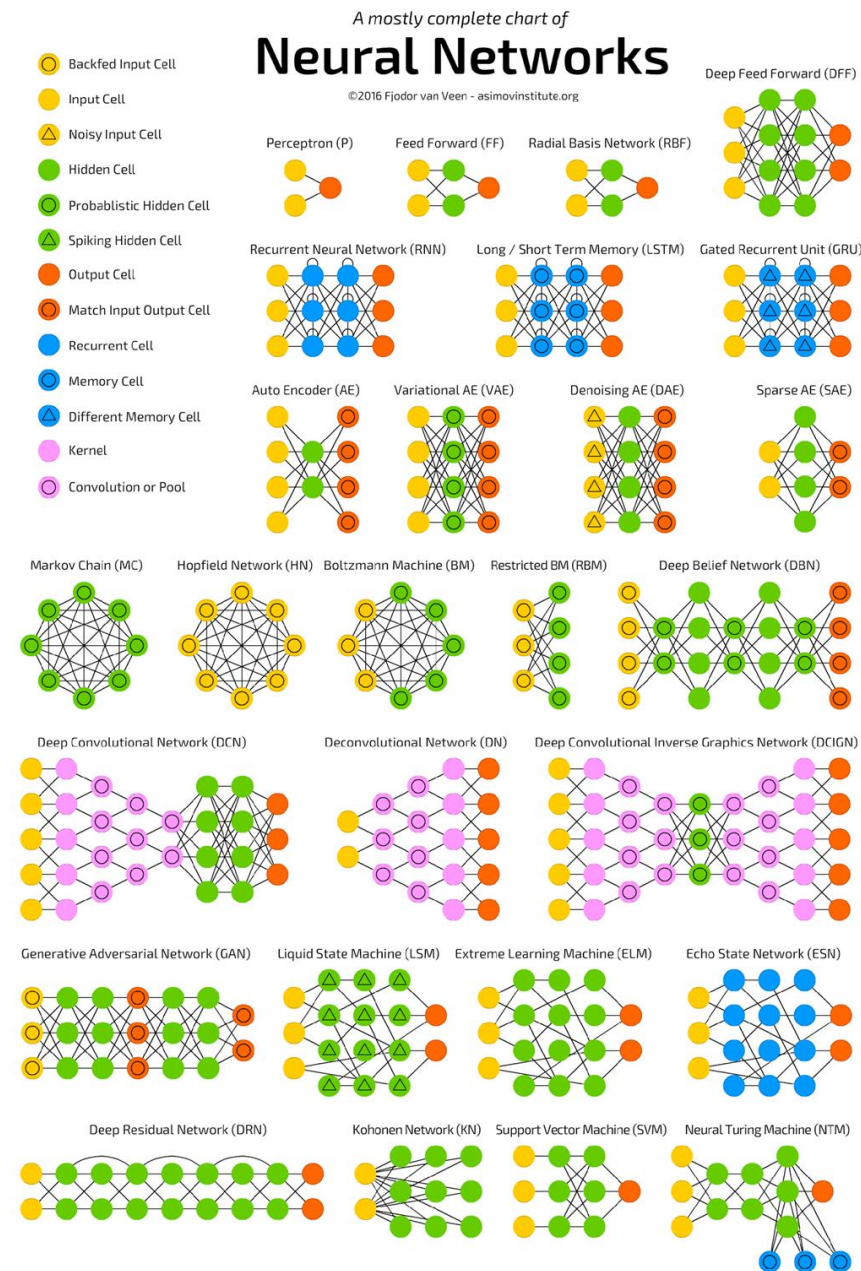 A mostly complete chart of
Neural Networks
©2016 Fjodor van Veen - asimovinstitute.org
Backfed Input Cell
Input Cell
Noisy Input Cell
Hidden Cell
Probablistic Hidden Cell
Spiking Hidden Cell
Output Cell
Match Input Output Cell
Recurrent Cell
Memory Cell
Different Memory Cell
Kernel
Convolution or Pool
Deep Feed Forward (DFF)
Perceptron (P)
Feed Forward (FF)
Radial Basis Network (RBF)
Recurrent Neural Network (RNN)
Long / Short Term Memory (LSTM)
Gated Recurrent Unit (GRU)
Auto Encoder (AE)
Variational AE (VAE)
Denoising AE (DAE)
Sparse AE (SAE)
Markov Chain (MC)
Hopfield Network (HN)
Boltzmann Machine (BM)
Restricted BM (RBM)
Deep Belief Network (DBN)
Deep Convolutional Network (DCN)
Deconvolutional Network (DN)
Deep Convolutional Inverse Graphics Network (DCIGN)
Generative Adversarial Network (GAN)
Liquid State Machine (LSM)
Extreme Learning Machine (ELM)
Echo State Network (ESN)
Deep Residual Network (DRN)
Kohonen Network (KN)
Support Vector Machine (SVM)
Neural Turing Machine (NTM)